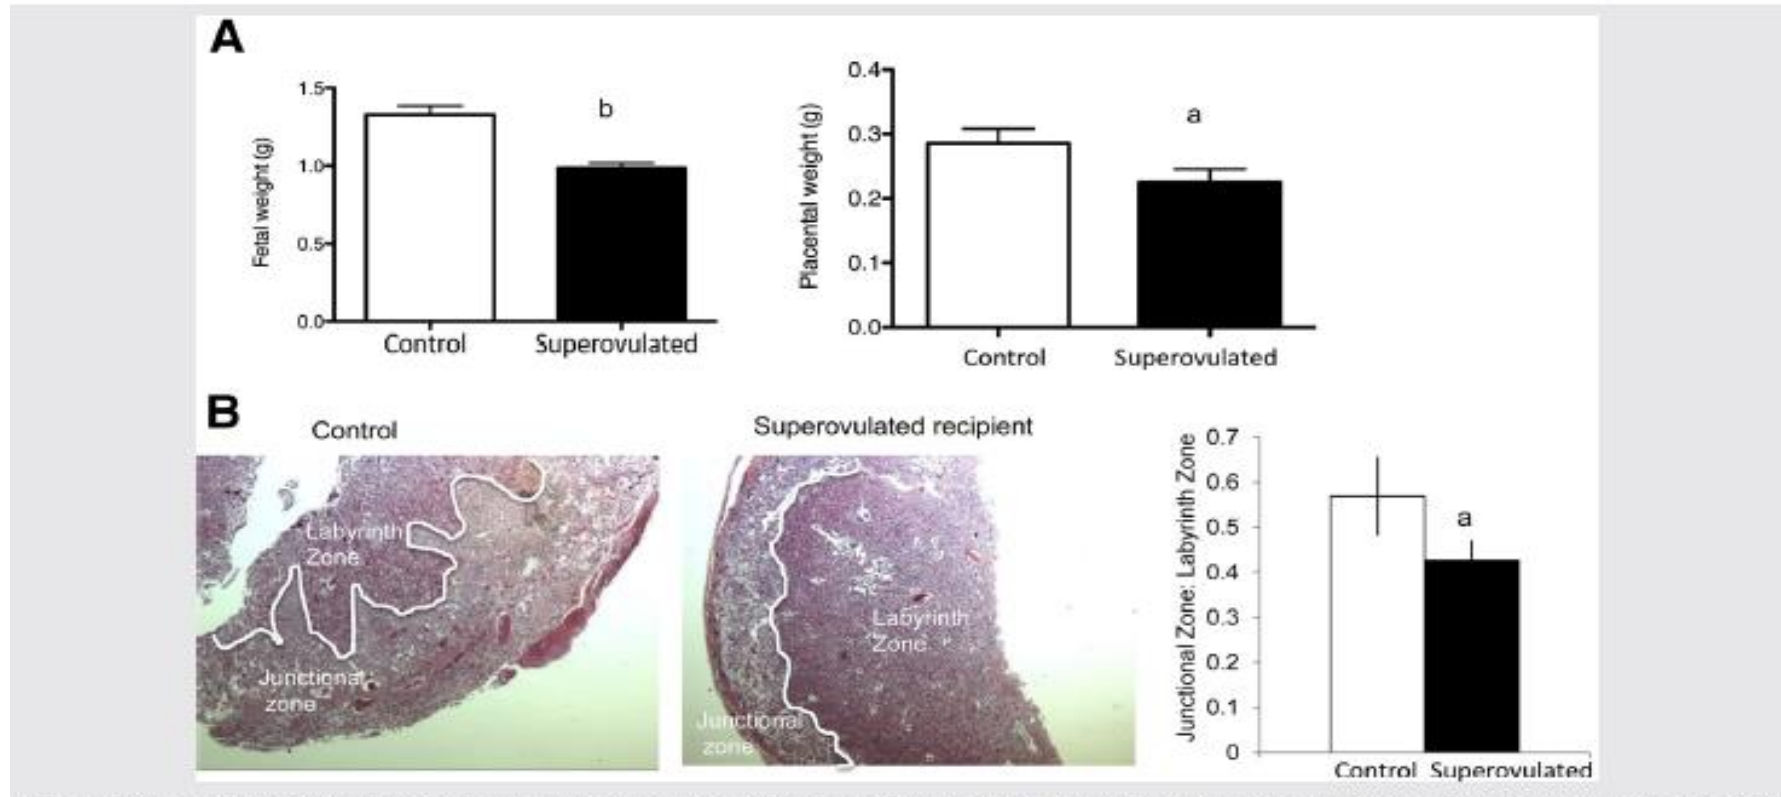 A
Fetal weight (g)
1.5
1.0
0.5
0.0
b
Control
Superovulated
Placental weight (g)
0.4
0.3
0.2
0.1
0.0
a
Control
Superovulated
B
Control
Labyrinth
Zone
Junctional
zone
Superovulated recipient
Labyrinth
Zone
Junctional
zone
Junctional Zone: Labyrinth Zone
0.7
0.6
0.5
0.4
0.3
0.2
0.1
0
a
Control
Superovulated